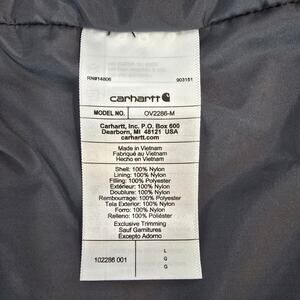 RN#14806 903151
carhartt
MODEL NO. OV2286-M
Carhartt, Inc. P.O. Box 600
Dearborn, MI 48121 USA
carhartt.com
Made in Vietnam
Fabriqué au Vietnam
Hecho en Vietnam
Shell: 100% Nylon
Lining: 100% Nylon
Filling: 100% Polyester
Extérieur: 100% Nylon
Doublure: 100% Nylon
Rembourrage: 100% Polyester
Tela Exterior: 100% Nylon
Forro: 100% Nylon
Relleno: 100% Poliéster
Exclusive Trimming
Sauf Garnitures
Excepto Adorno
102286 001
L
G
G